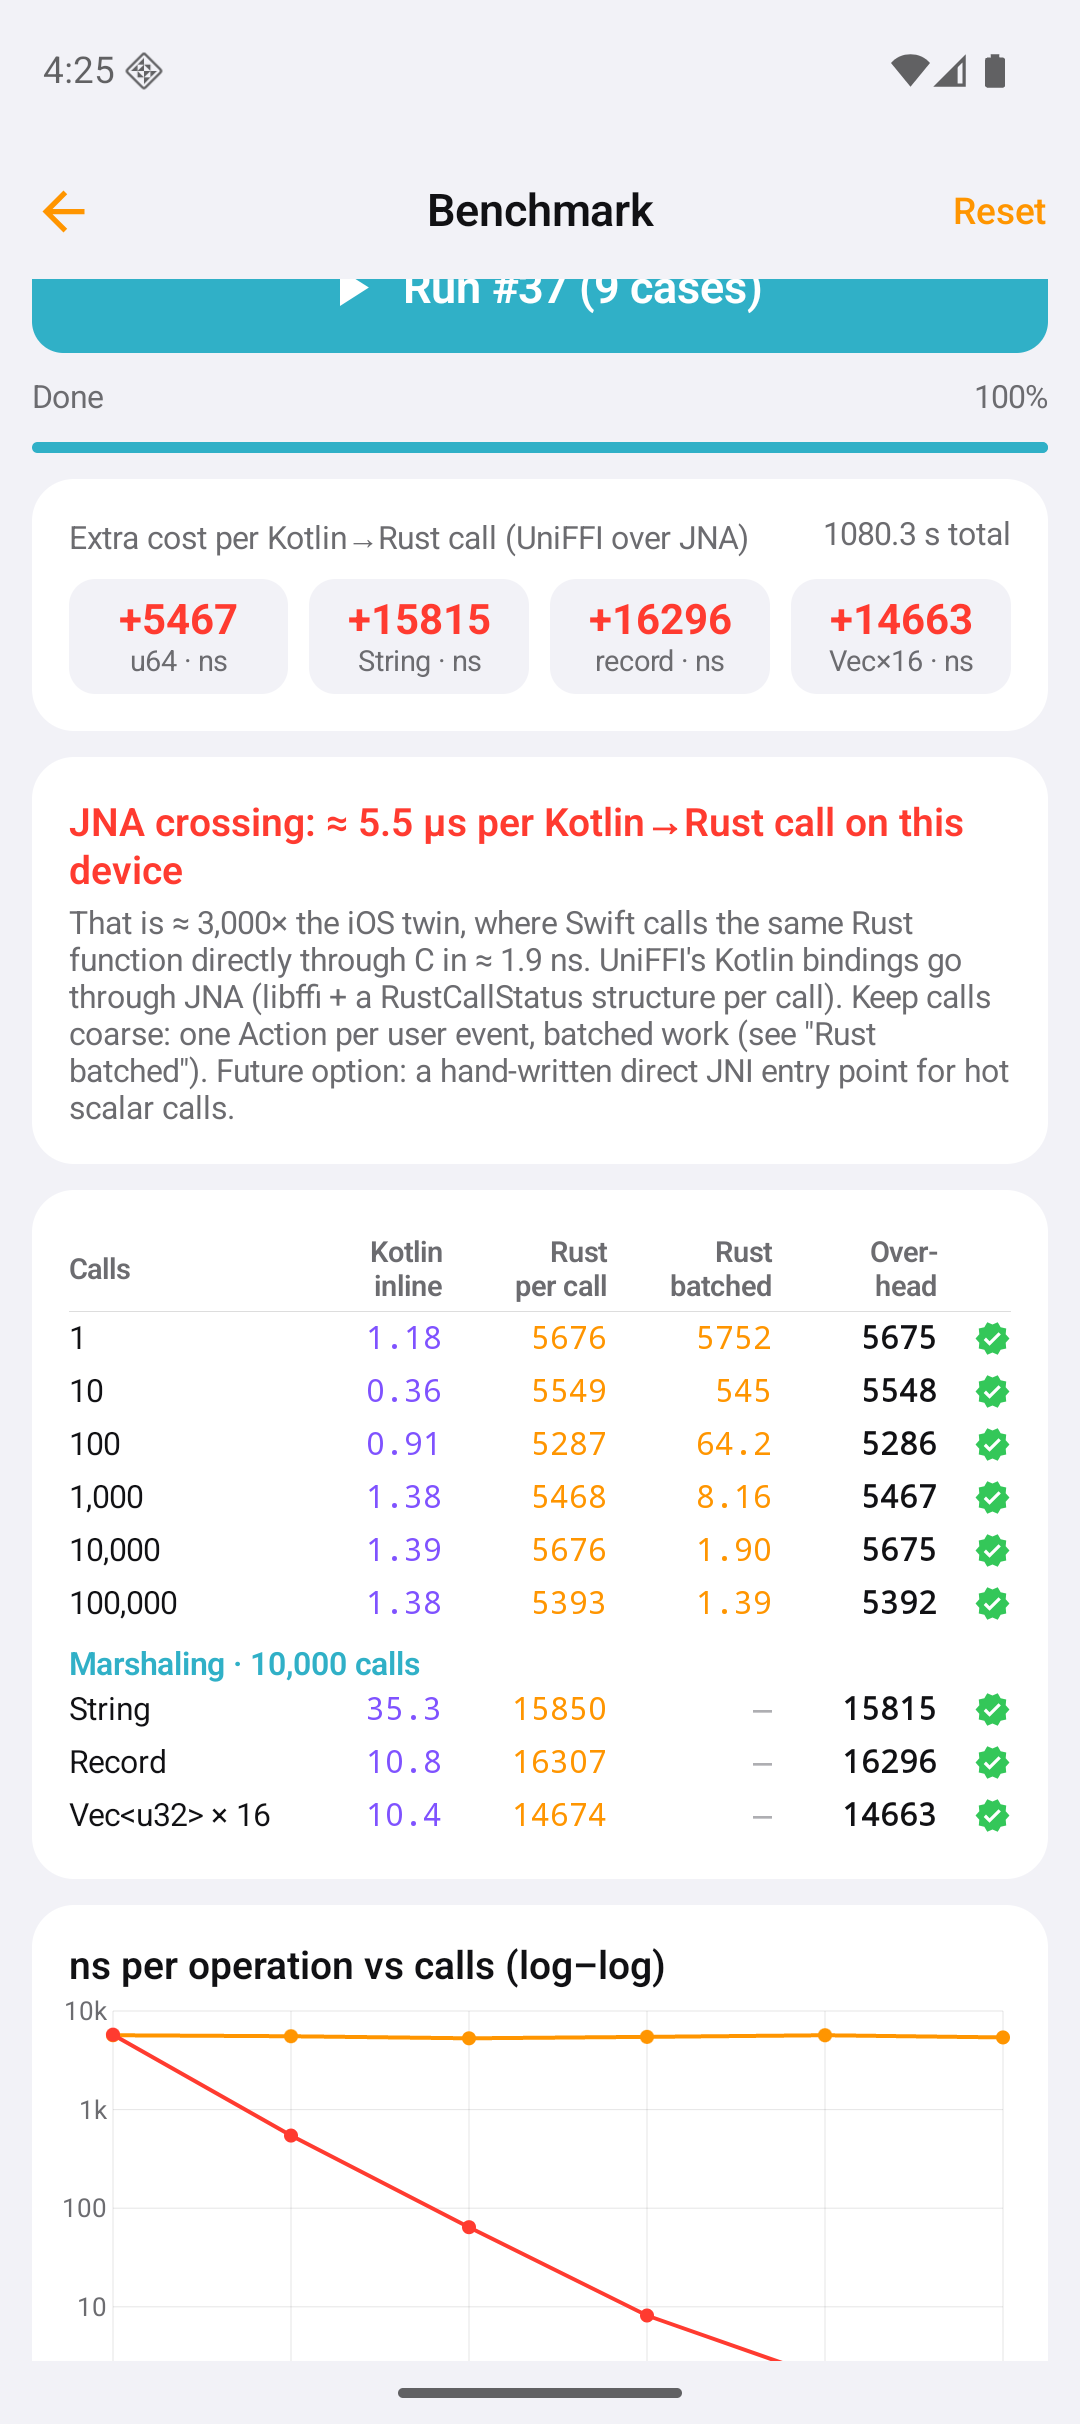 4:25
Benchmark
Reset
Run #37 (9 cases)
Done
100%
Extra cost per Kotlin→Rust call (UniFFI over JNA)
1080.3 s total
+5467
u64 · ns
+15815
String · ns
+16296
record · ns
+14663
Vec×16 · ns
JNA crossing: ≈ 5.5 µs per Kotlin→Rust call on this
device
That is ≈ 3,000× the iOS twin, where Swift calls the same Rust
function directly through C in ≈ 1.9 ns. UniFFI's Kotlin bindings go
through JNA (libffi + a RustCallStatus structure per call). Keep calls
coarse: one Action per user event, batched work (see "Rust
batched"). Future option: a hand-written direct JNI entry point for hot
scalar calls.
Calls Kotlin inline Rust per call Rust batched Over-head
1 1.18 5676 5752 5675
10 0.36 5549 545 5548
100 0.91 5287 64.2 5286
1,000 1.38 5468 8.16 5467
10,000 1.39 5676 1.90 5675
100,000 1.38 5393 1.39 5392
Marshaling · 10,000 calls
String 35.3 15850 – 15815
Record 10.8 16307 – 16296
Vec<u32> × 16 10.4 14674 – 14663
ns per operation vs calls (log–log)
10k
1k
100
10